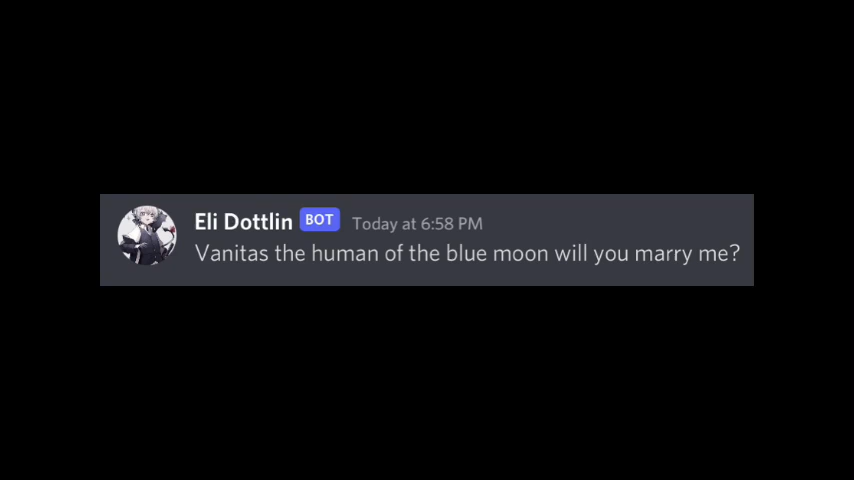 Eli Dottlin BOT Today at 6:58 PM
Vanitas the human of the blue moon will you marry me?